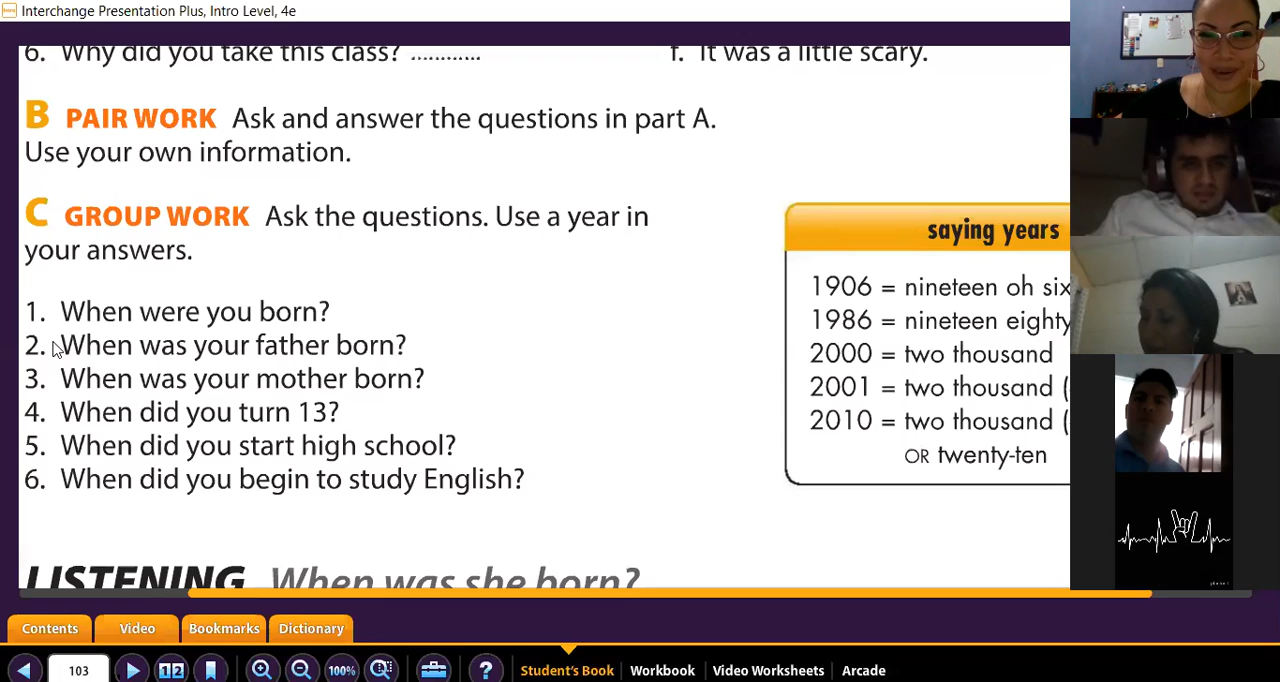 Interchange Presentation Plus, Intro Level, 4e
6. Why did you take this class? ...........
f. It was a little scary.
B PAIR WORK Ask and answer the questions in part A.
Use your own information.
C GROUP WORK Ask the questions. Use a year in
your answers.
1. When were you born?
2. When was your father born?
3. When was your mother born?
4. When did you turn 13?
5. When did you start high school?
6. When did you begin to study English?
saying years
1906 = nineteen oh six
1986 = nineteen eighty
2000 = two thousand
2001 = two thousand (
2010 = two thousand (
OR twenty-ten
LISTENING When was she born?
Contents Video Bookmarks Dictionary
103 1 2 100% ? Student's Book Workbook Video Worksheets Arcade